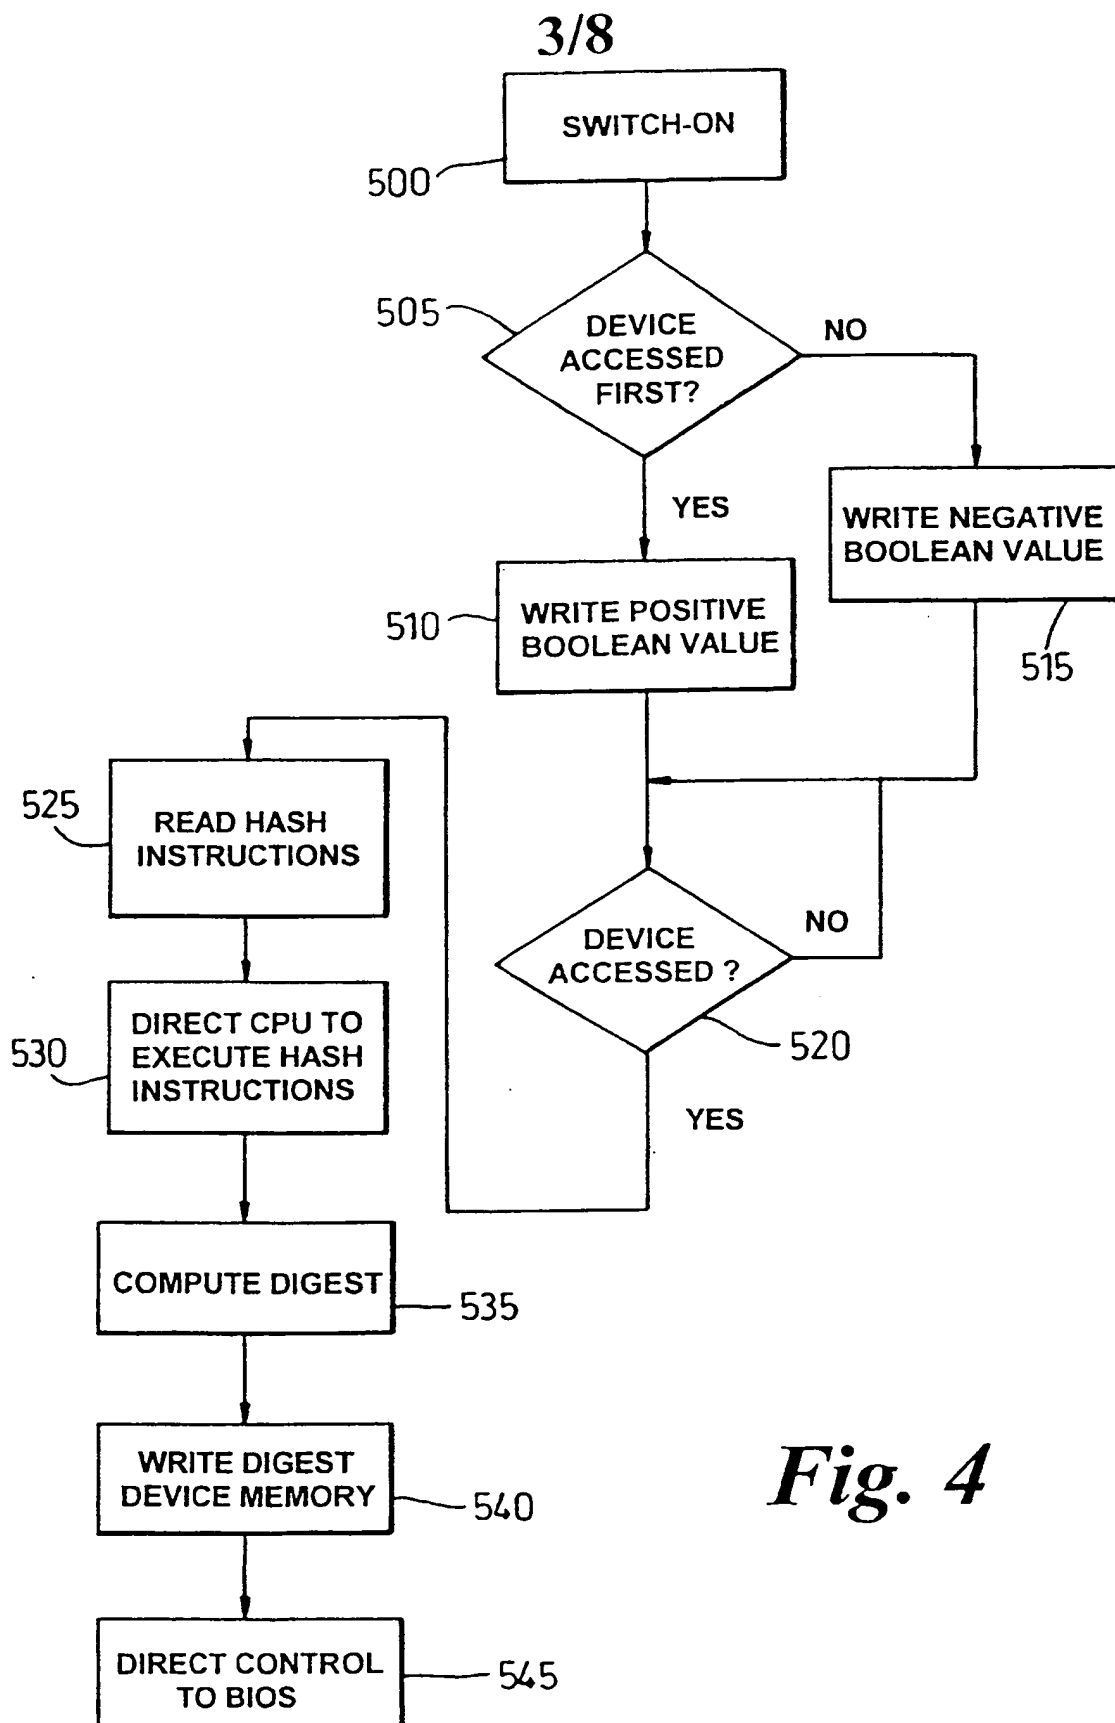 3/8
SWITCH-ON
500
505
DEVICE
ACCESSED
FIRST?
NO
YES
WRITE NEGATIVE
BOOLEAN VALUE
515
510
WRITE POSITIVE
BOOLEAN VALUE
525
READ HASH
INSTRUCTIONS
DEVICE
ACCESSED ?
NO
520
YES
530
DIRECT CPU TO
EXECUTE HASH
INSTRUCTIONS
COMPUTE DIGEST
535
WRITE DIGEST
DEVICE MEMORY
540
DIRECT CONTROL
TO BIOS
545
Fig. 4